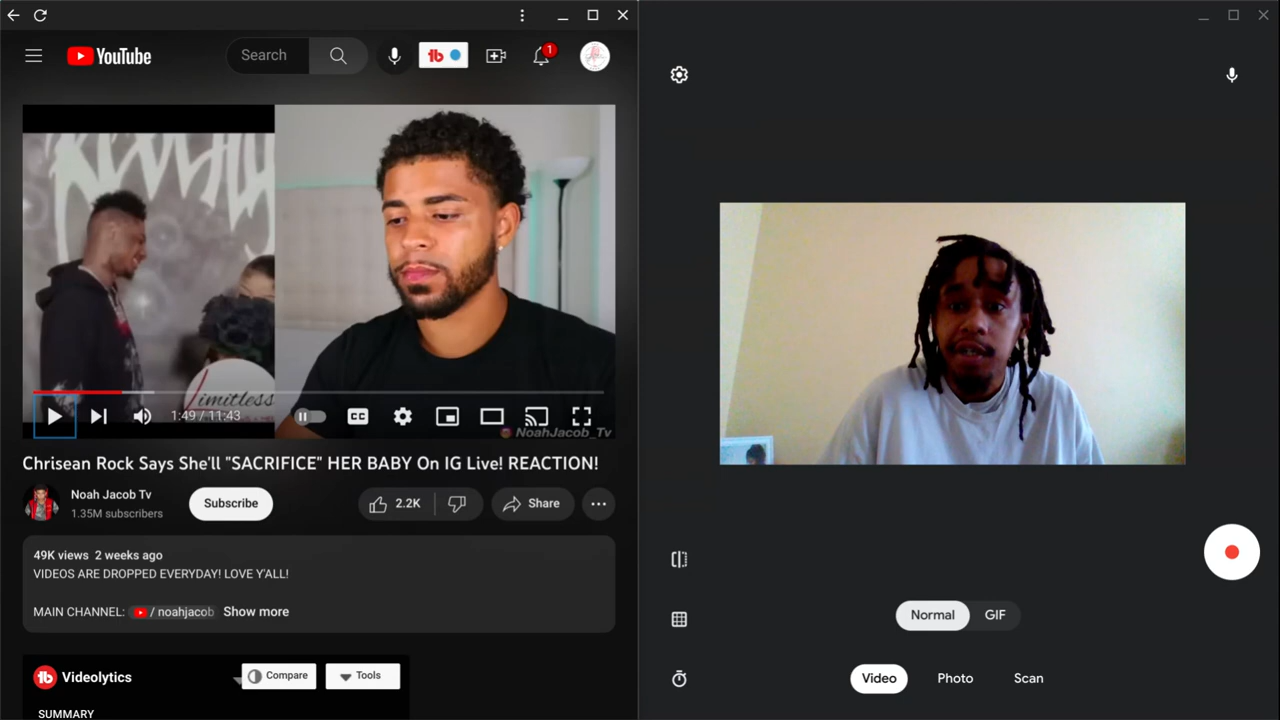 YouTube
Search
1
Limitless
1:49 / 11:43
CC
NoahJacob_Tv
Chrisean Rock Says She'll "SACRIFICE" HER BABY On IG Live! REACTION!
Noah Jacob Tv
1.35M subscribers
Subscribe
2.2K
Share
49K views 2 weeks ago
VIDEOS ARE DROPPED EVERYDAY! LOVE Y'ALL!
MAIN CHANNEL: / noahjacob Show more
Videolytics
Compare
Tools
SUMMARY
Normal
GIF
Video
Photo
Scan